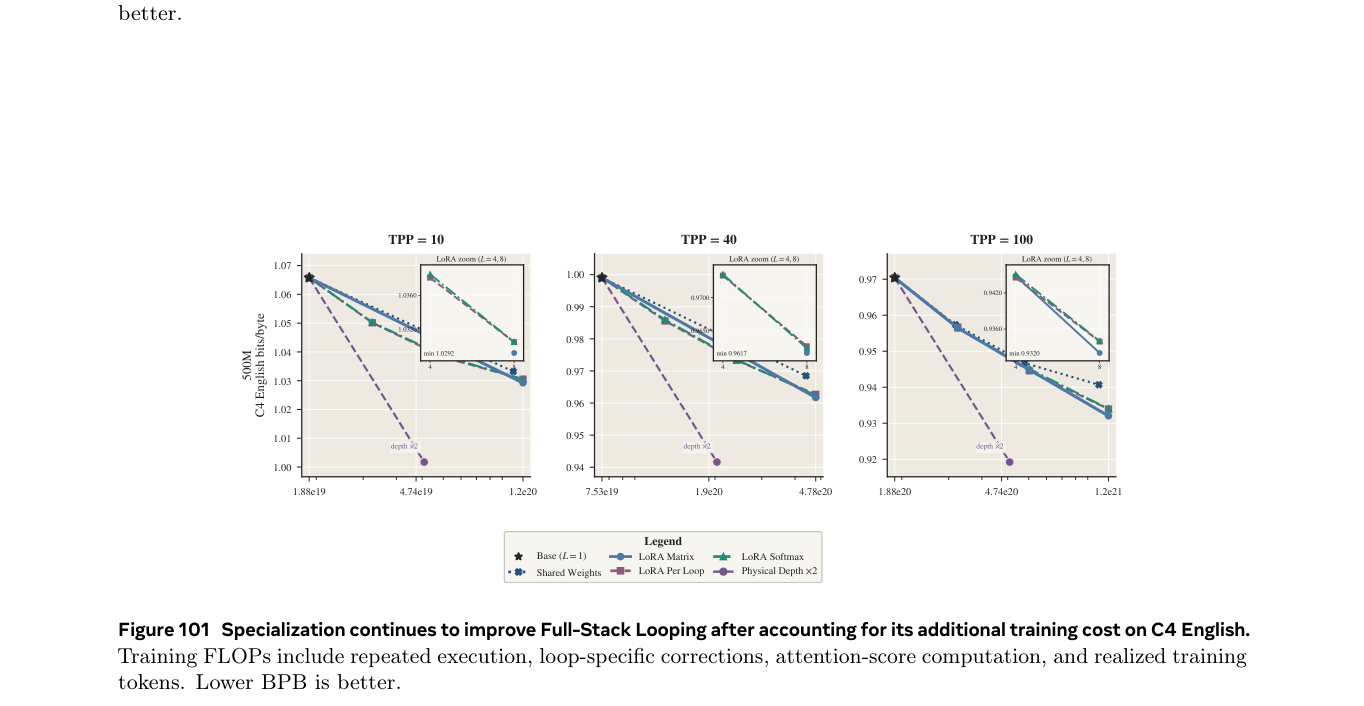 better.
TPP = 10
TPP = 40
TPP = 100
LoRA zoom (L = 4, 8)
LoRA zoom (L = 4, 8)
LoRA zoom (L = 4, 8)
500M
C4 English bits/byte
1.07
1.06
1.05
1.04
1.03
1.02
1.01
1.00
1.0360
min 1.0292
4
depth ×2
1.88e19
4.74e19
1.2e20
1.00
0.99
0.98
0.97
0.96
0.95
0.94
0.9700
min 0.9617
4
8
depth ×2
7.53e19
1.9e20
4.78e20
0.97
0.96
0.95
0.94
0.93
0.92
0.9420
0.9360
min 0.9320
4
8
depth ×2
1.88e20
4.74e20
1.2e21
Legend
Base (L = 1)
LoRA Matrix
LoRA Softmax
Shared Weights
LoRA Per Loop
Physical Depth ×2
Figure 101 Specialization continues to improve Full-Stack Looping after accounting for its additional training cost on C4 English.
Training FLOPs include repeated execution, loop-specific corrections, attention-score computation, and realized training
tokens. Lower BPB is better.